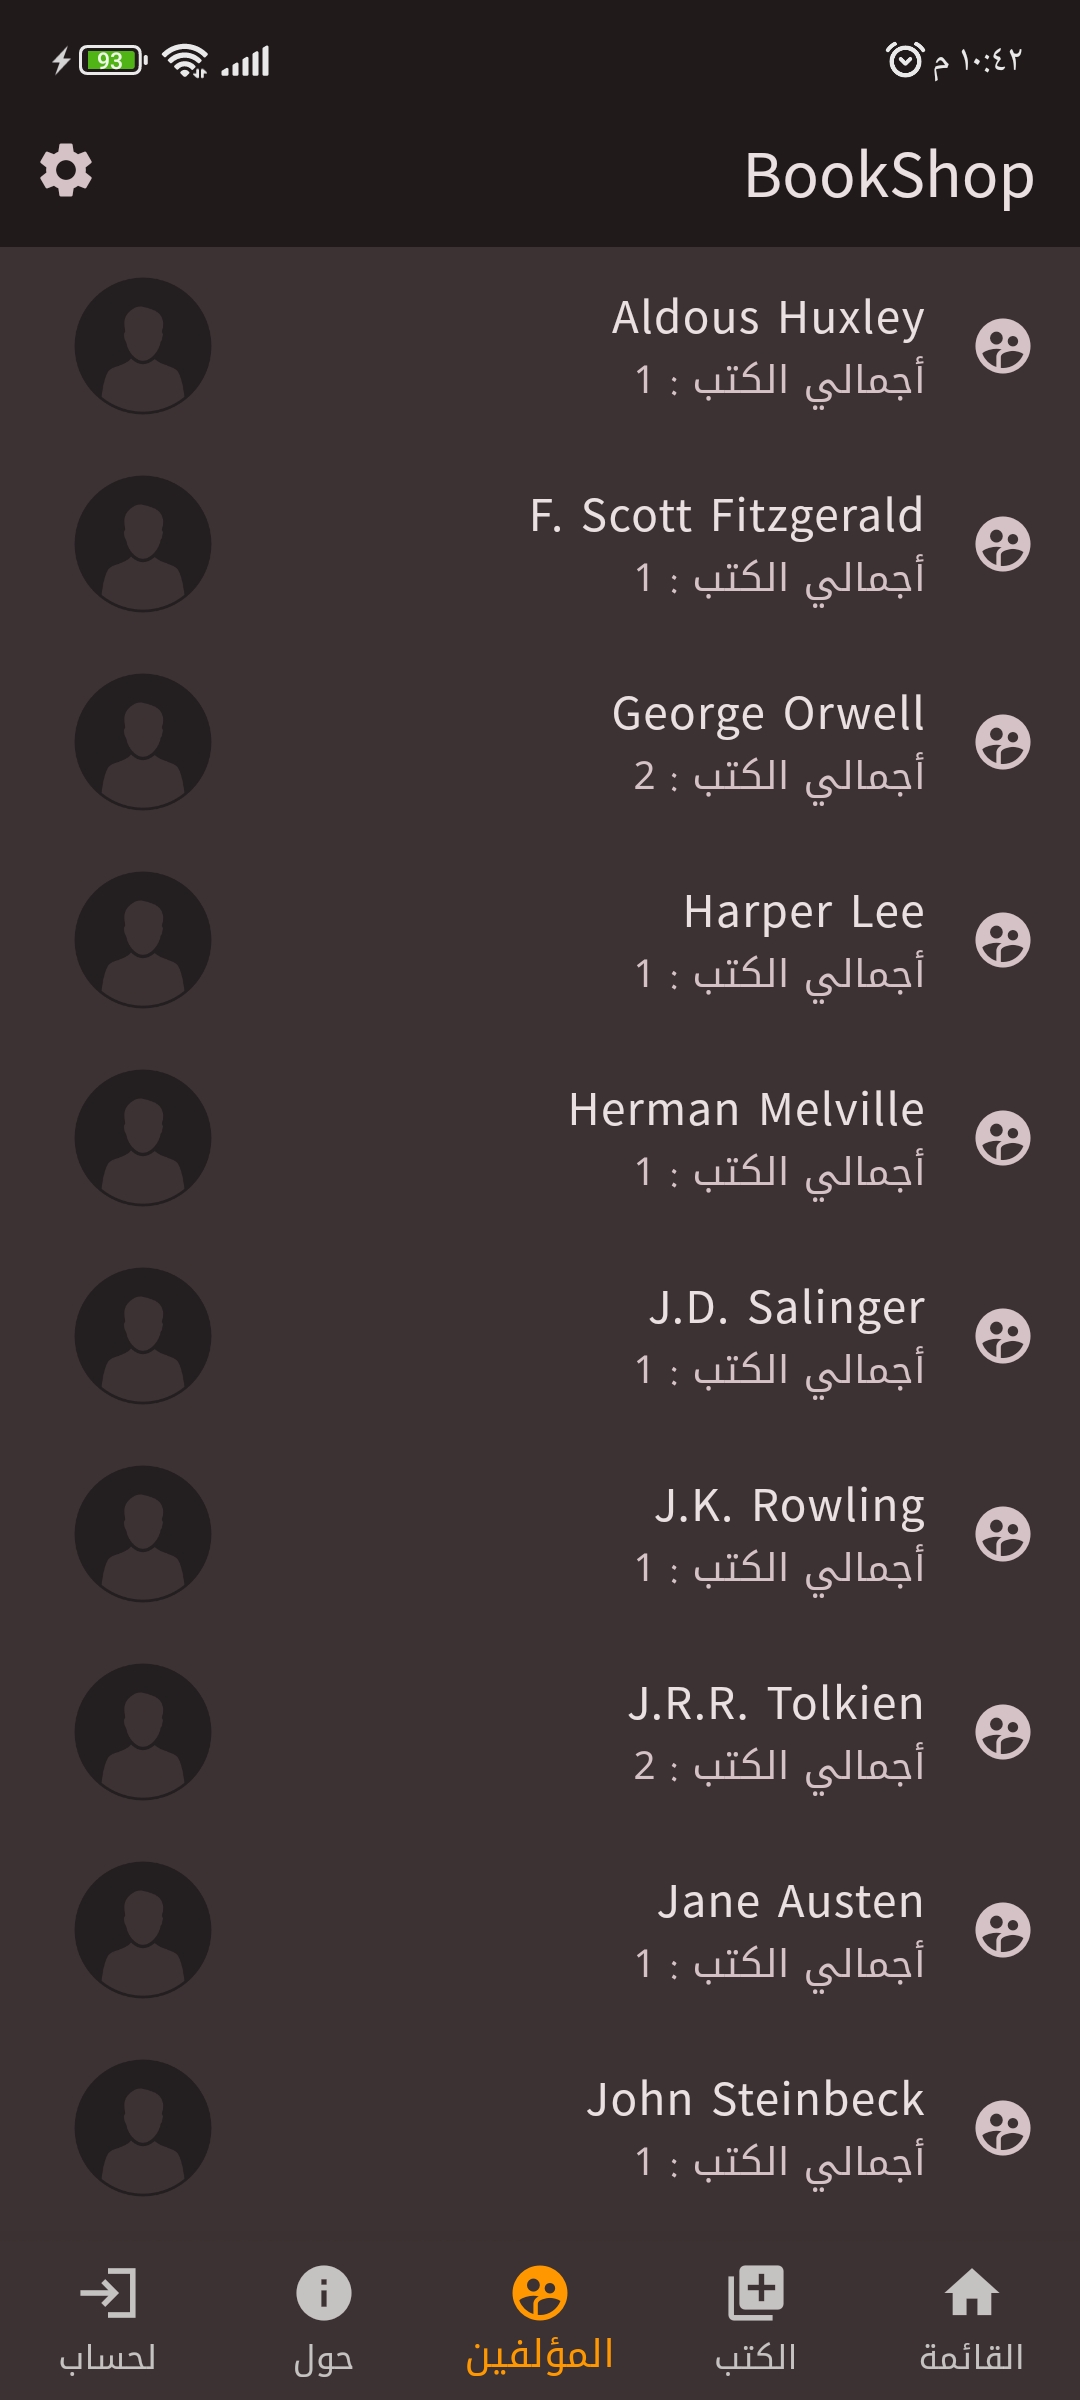 ١٠:٤٢ م
93
BookShop
Aldous Huxley
أجمالي الكتب : 1
F. Scott Fitzgerald
أجمالي الكتب : 1
George Orwell
أجمالي الكتب : 2
Harper Lee
أجمالي الكتب : 1
Herman Melville
أجمالي الكتب : 1
J.D. Salinger
أجمالي الكتب : 1
J.K. Rowling
أجمالي الكتب : 1
J.R.R. Tolkien
أجمالي الكتب : 2
Jane Austen
أجمالي الكتب : 1
John Steinbeck
أجمالي الكتب : 1
القائمة
الكتب
المؤلفين
حول
لحساب